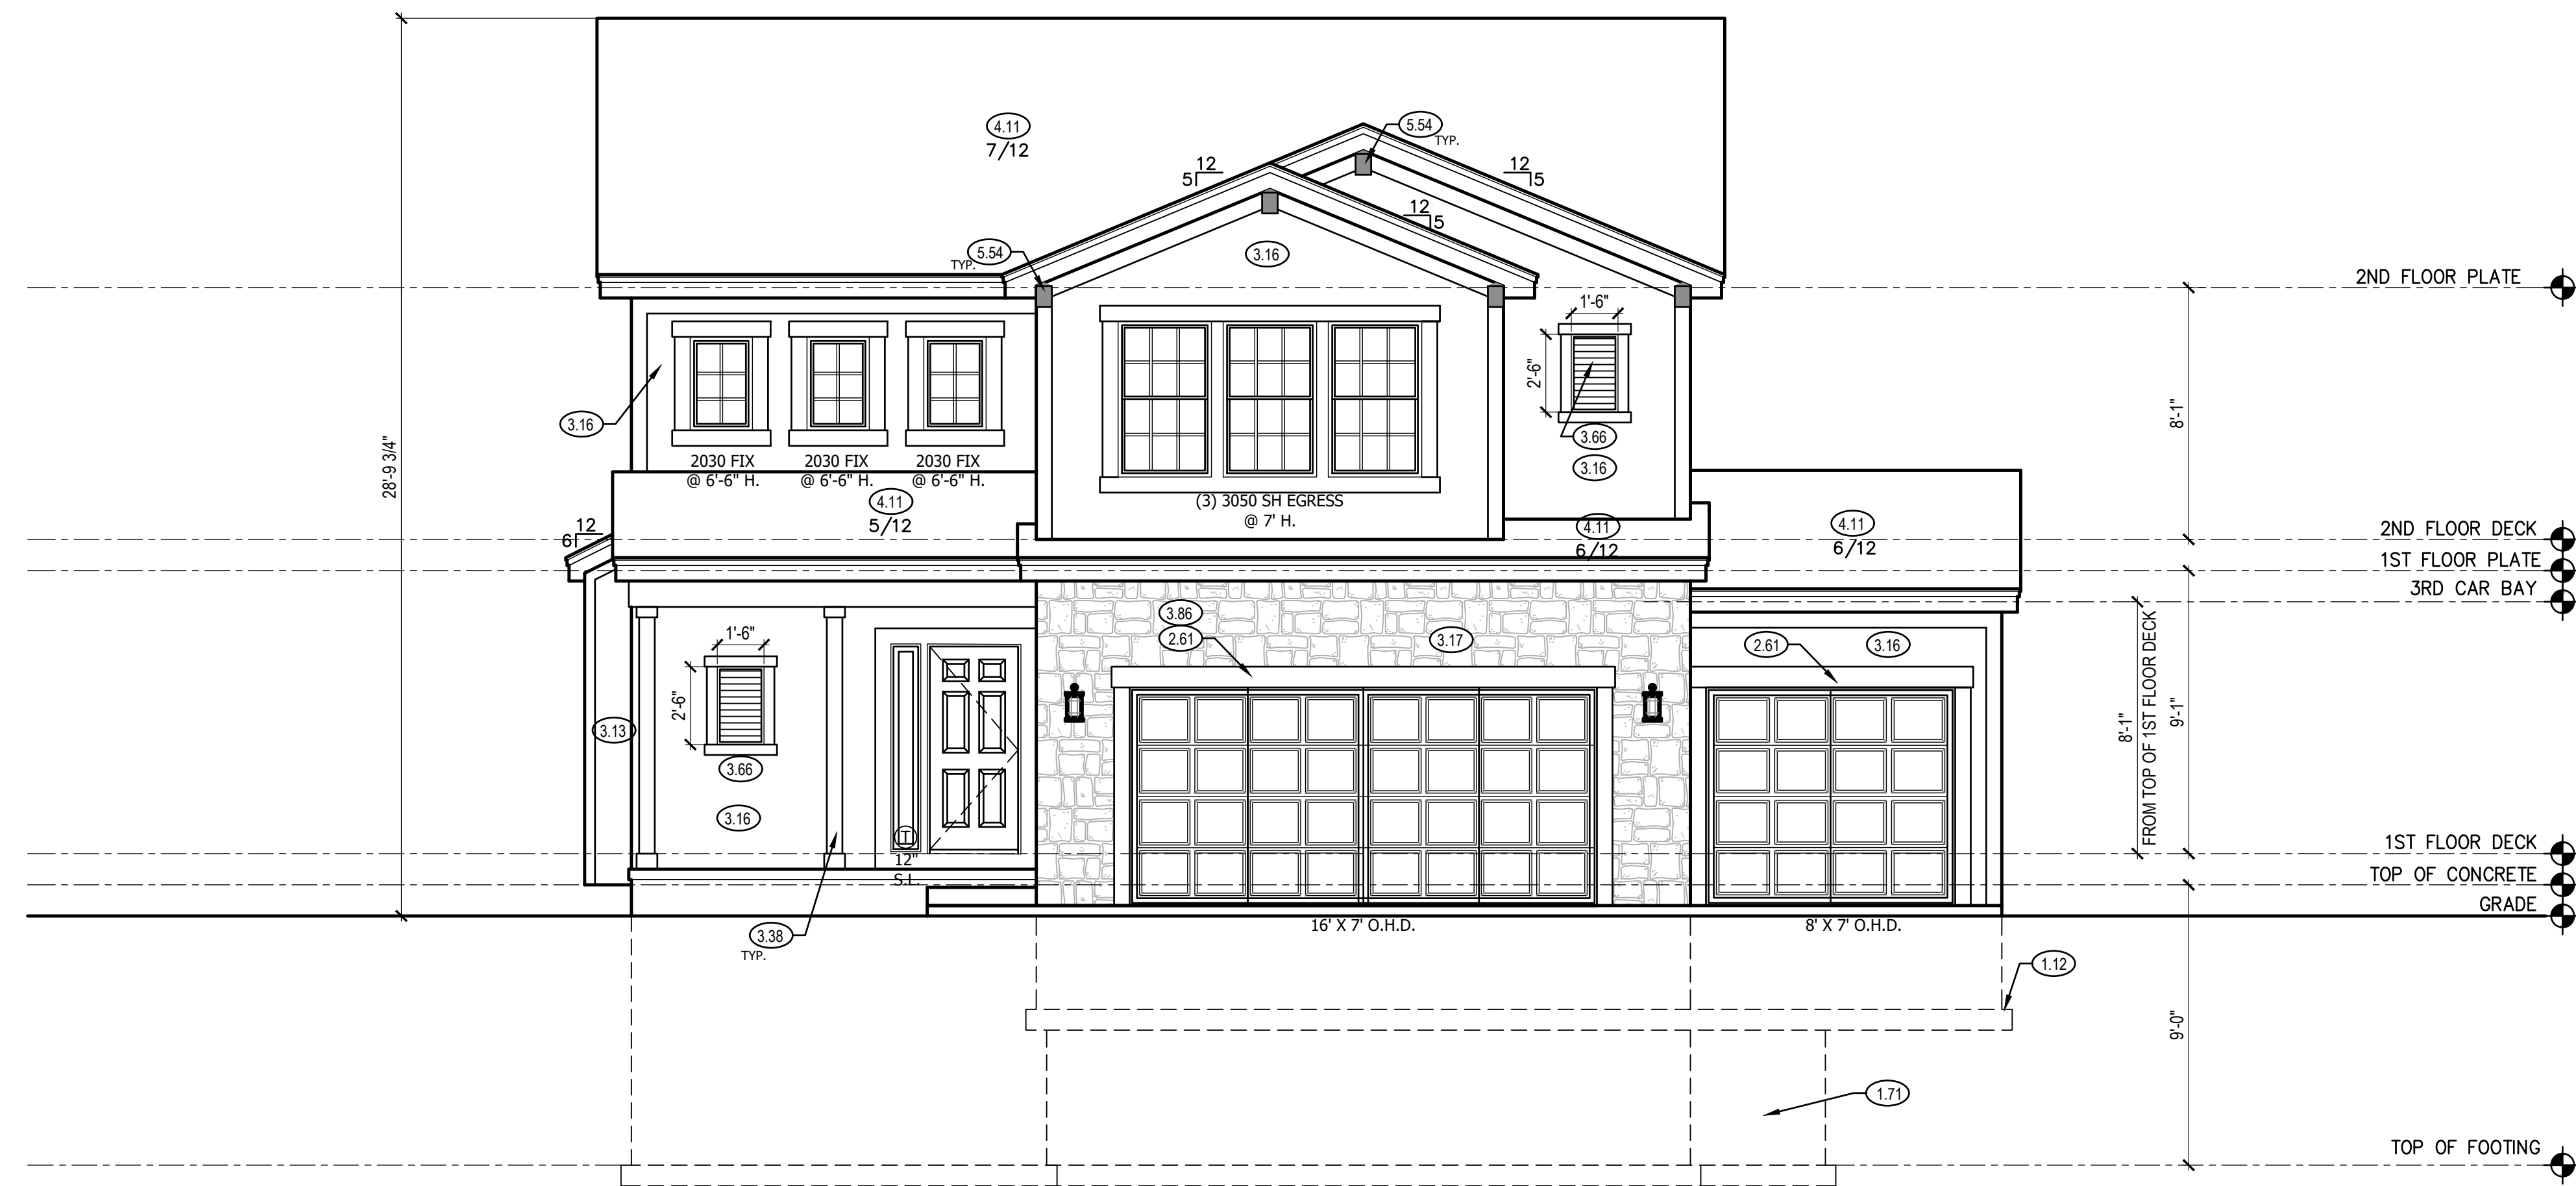 4.11
7/12
5.54
TYP.
12
5
12
5
12
5
5.54
TYP.
3.16
2ND FLOOR PLATE
1'-6"
2'-6"
3.16
3.66
3.16
8'-1"
28'-9 3/4"
2030 FIX
@ 6'-6" H.
2030 FIX
@ 6'-6" H.
2030 FIX
@ 6'-6" H.
(3) 3050 SH EGRESS
@ 7' H.
4.11
5/12
12
6
4.11
6/12
4.11
6/12
2ND FLOOR DECK
1ST FLOOR PLATE
3RD CAR BAY
3.86
2.61
3.17
2.61
3.16
1'-6"
2'-6"
3.13
3.66
3.16
8'-1"
FROM TOP OF 1ST FLOOR DECK
9'-1"
T
12"
S.L.
1ST FLOOR DECK
TOP OF CONCRETE
GRADE
3.38
TYP.
16' X 7' O.H.D.
8' X 7' O.H.D.
1.12
9'-0"
1.71
TOP OF FOOTING